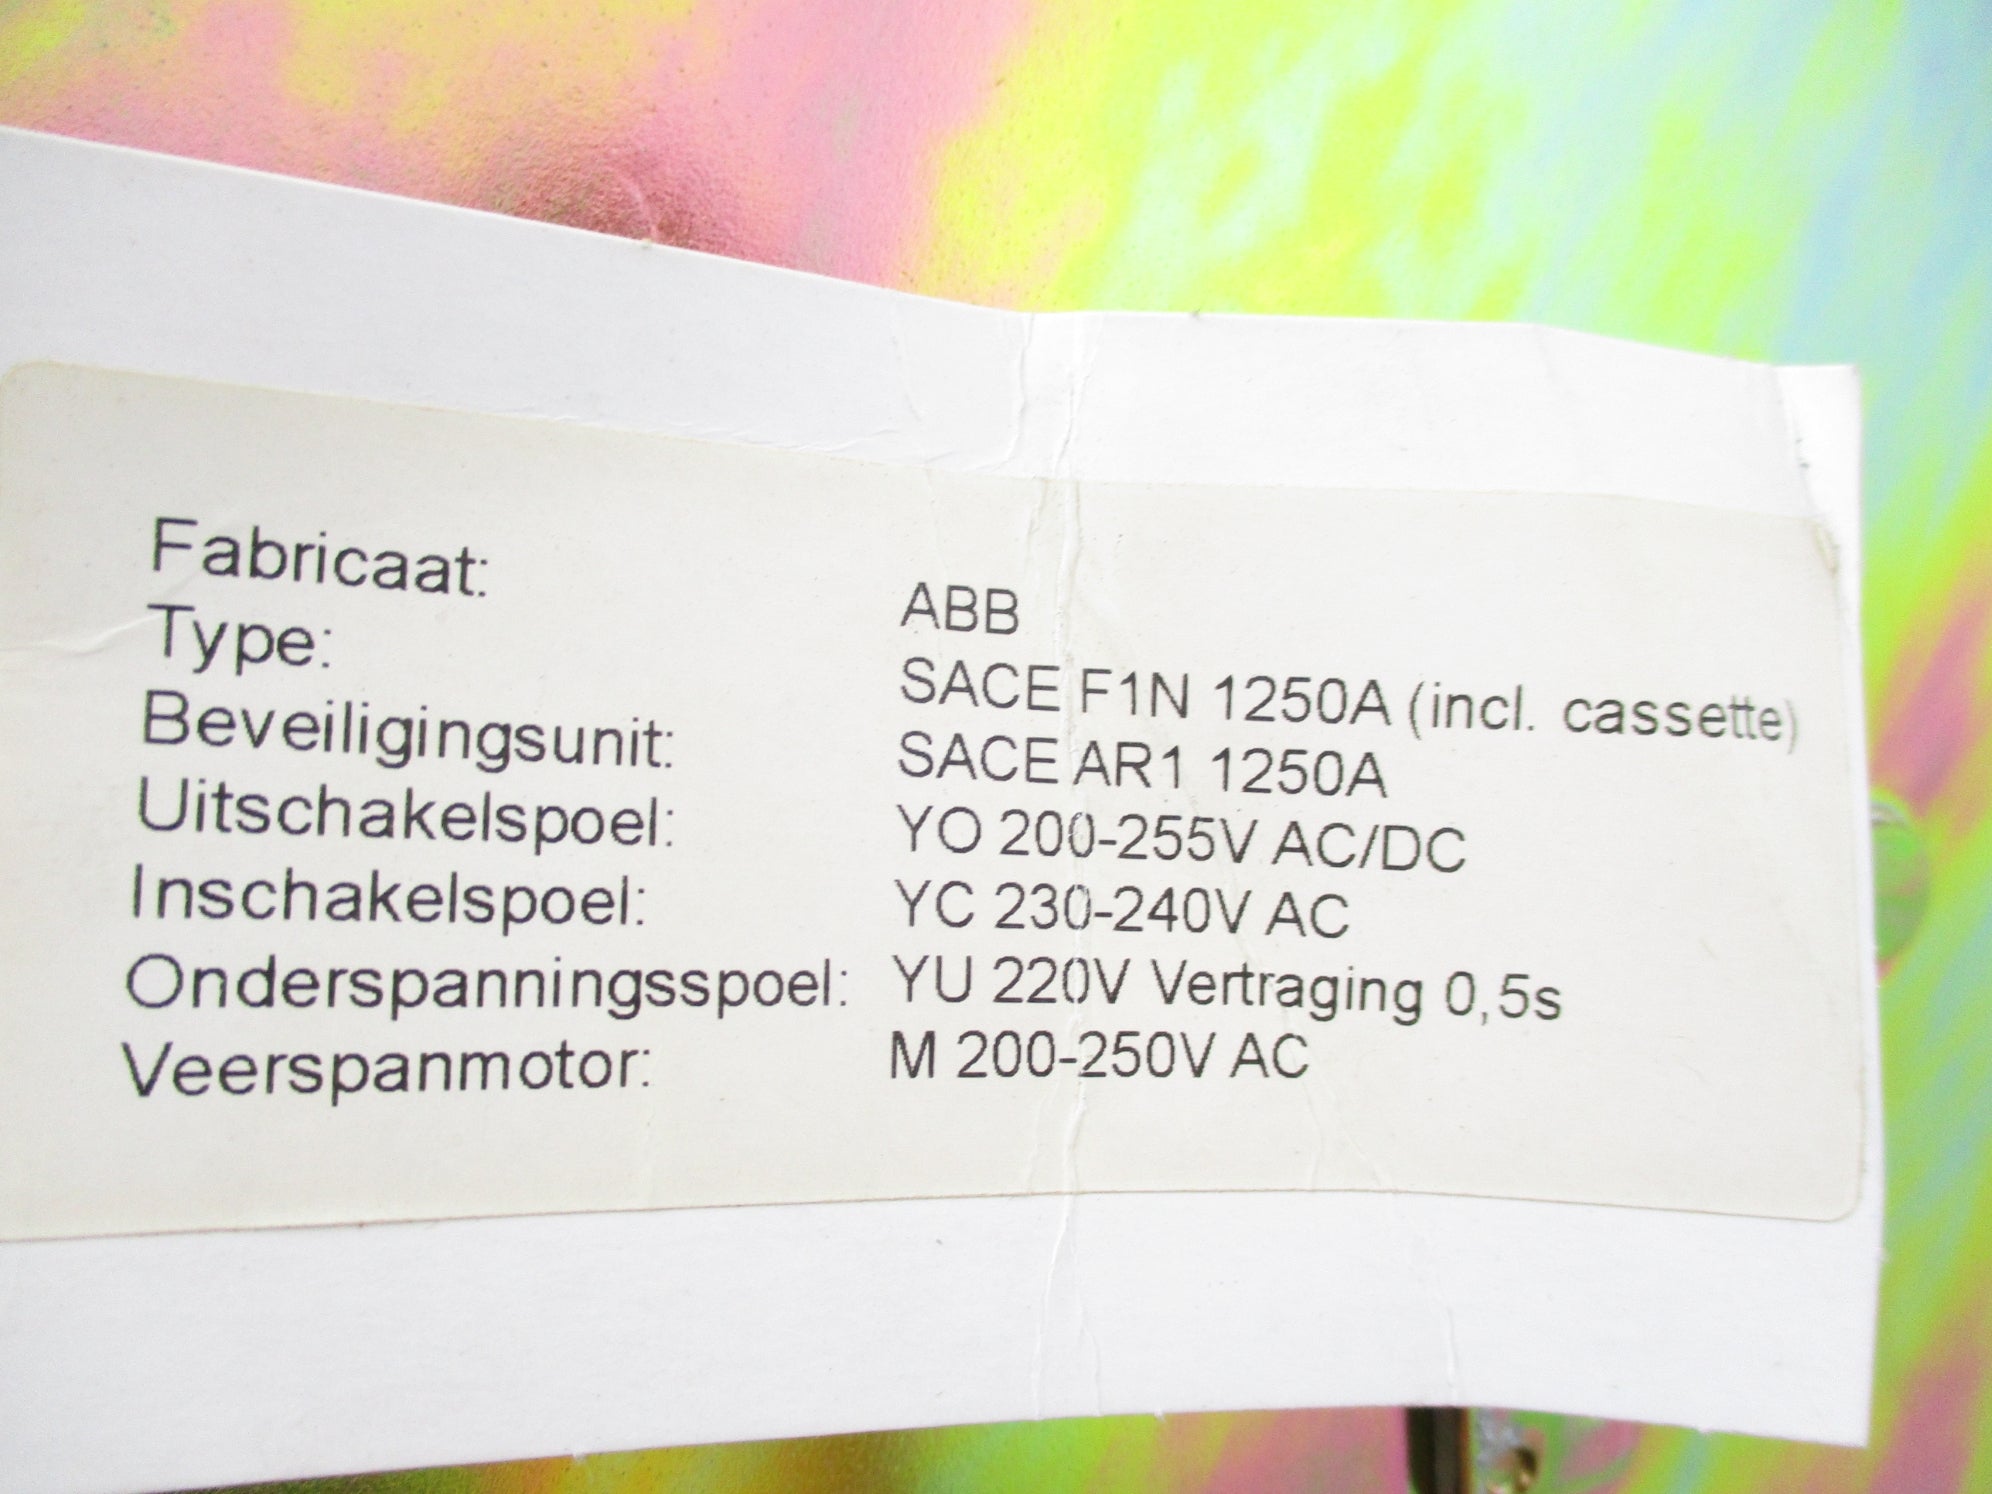 Fabricaat: ABB
Type: SACE F1N 1250A (incl. cassette)
Beveiligingsunit: SACE AR1 1250A
Uitschakelspoel: YO 200-255V AC/DC
Inschakelspoel: YC 230-240V AC
Onderspanningsspoel: YU 220V Vertraging 0,5s
Veerspanmotor: M 200-250V AC